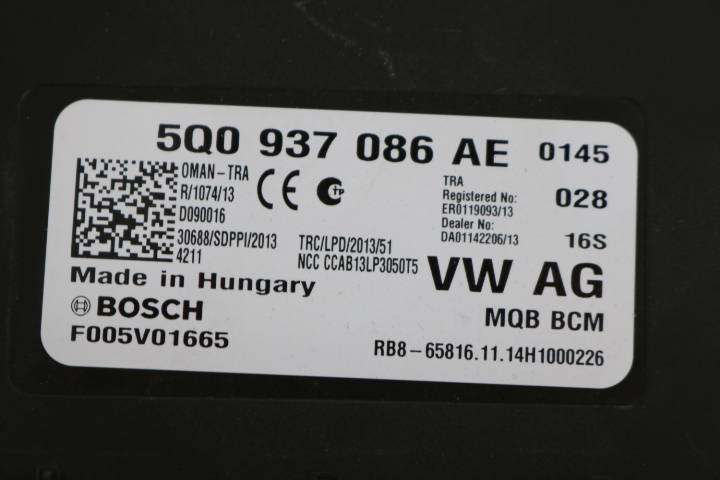 5Q0 937 086 AE 0145
OMAN-TRA
R/1074/13
D090016
30688/SDPPI/2013
4211
CE
TRC/LPD/2013/51
NCC CCAB13LP3050T5
TRA
Registered No:
ER0119093/13
Dealer No:
DA01142206/13
028
16S
Made in Hungary
VW AG
BOSCH
MQB BCM
F005V01665
RB8-65816.11.14H1000226